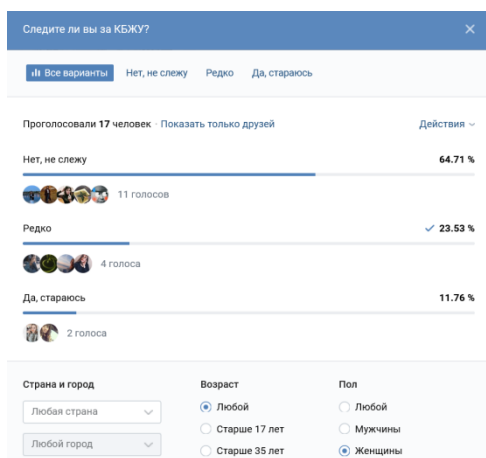 Следите ли вы за КБЖУ?
Все варианты Нет, не слежу Редко Да, стараюсь
Проголосовали 17 человек · Показать только друзей Действия
Нет, не слежу 64.71 %
11 голосов
Редко 23.53 %
4 голоса
Да, стараюсь 11.76 %
2 голоса
Страна и город Возраст Пол
Любая страна Любой Любой
Старше 17 лет Мужчины
Любой город Старше 35 лет Женщины